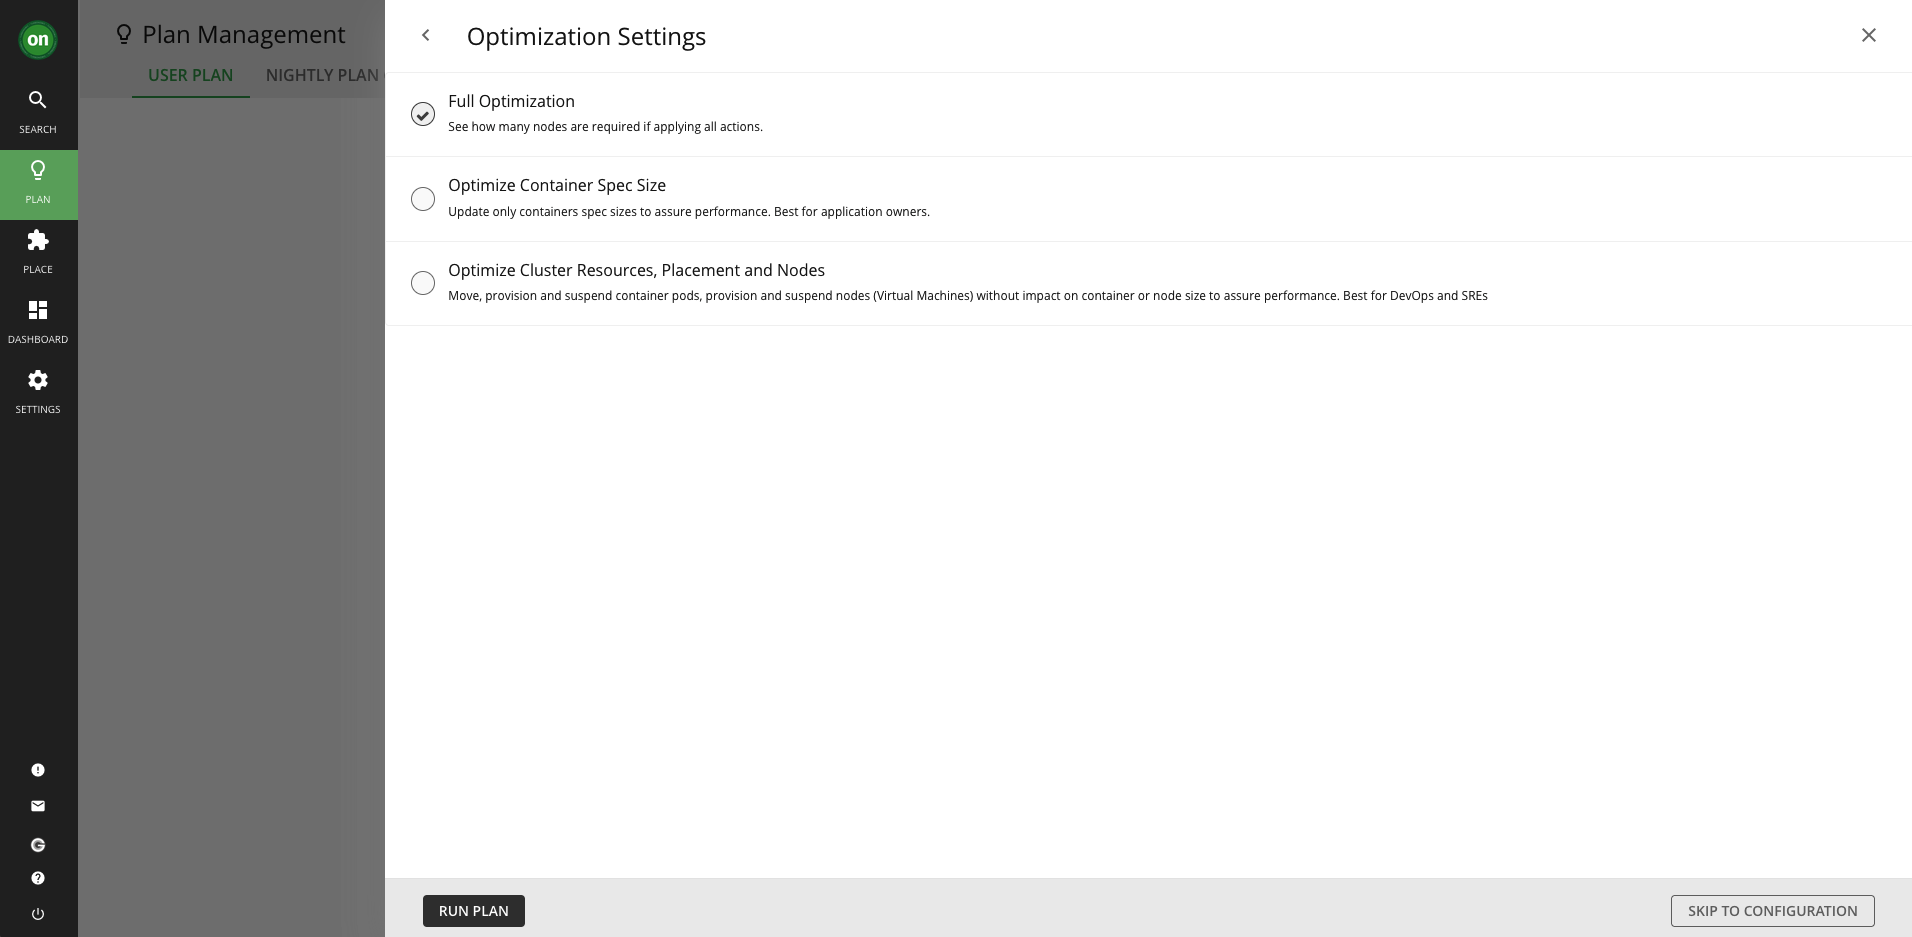 on
SEARCH
PLAN
PLACE
DASHBOARD
SETTINGS
Plan Management
USER PLAN
NIGHTLY PLAN
Optimization Settings
Full Optimization
See how many nodes are required if applying all actions.
Optimize Container Spec Size
Update only containers spec sizes to assure performance. Best for application owners.
Optimize Cluster Resources, Placement and Nodes
Move, provision and suspend container pods, provision and suspend nodes (Virtual Machines) without impact on container or node size to assure performance. Best for DevOps and SREs
RUN PLAN
SKIP TO CONFIGURATION